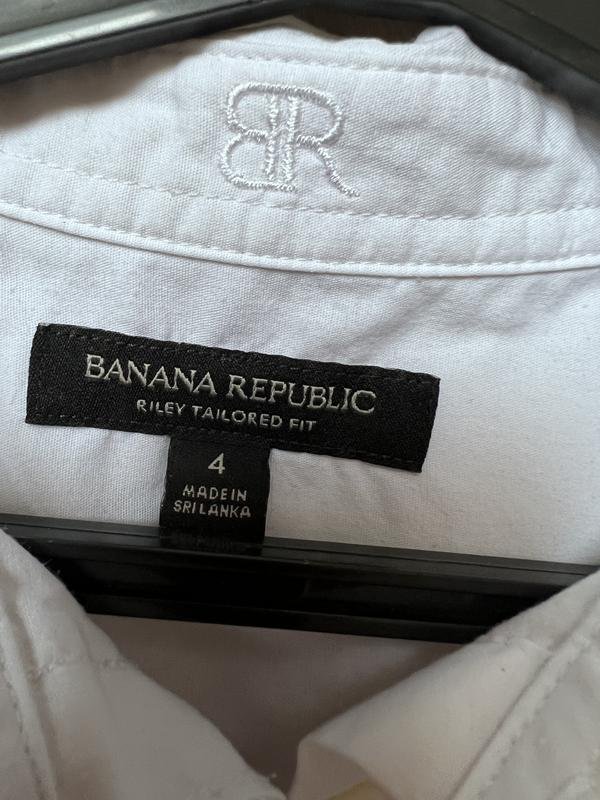 BR
BANANA REPUBLIC
RILEY TAILORED FIT
4
MADE IN
SRI LANKA